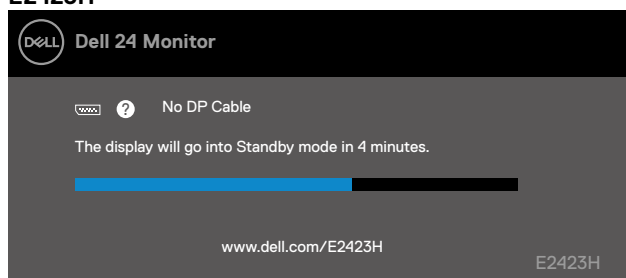 E2423H
DELL Dell 24 Monitor
? No DP Cable
The display will go into Standby mode in 4 minutes.
www.dell.com/E2423H
E2423H